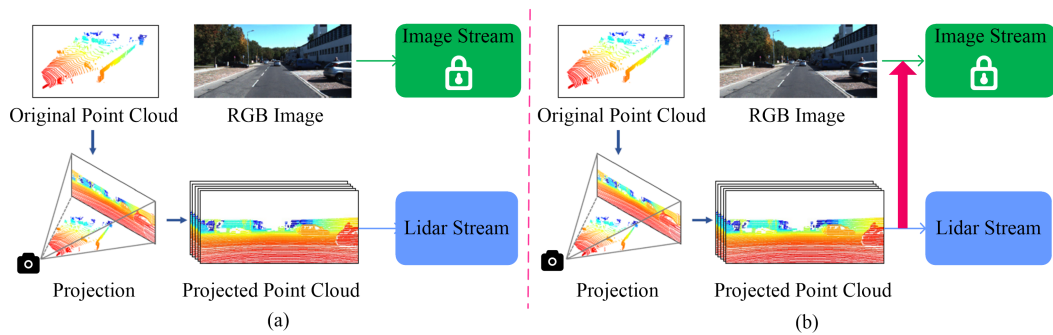 Image Stream
Original Point Cloud
RGB Image
Lidar Stream
Projection
Projected Point Cloud
(a)
Image Stream
Original Point Cloud
RGB Image
Lidar Stream
Projection
Projected Point Cloud
(b)